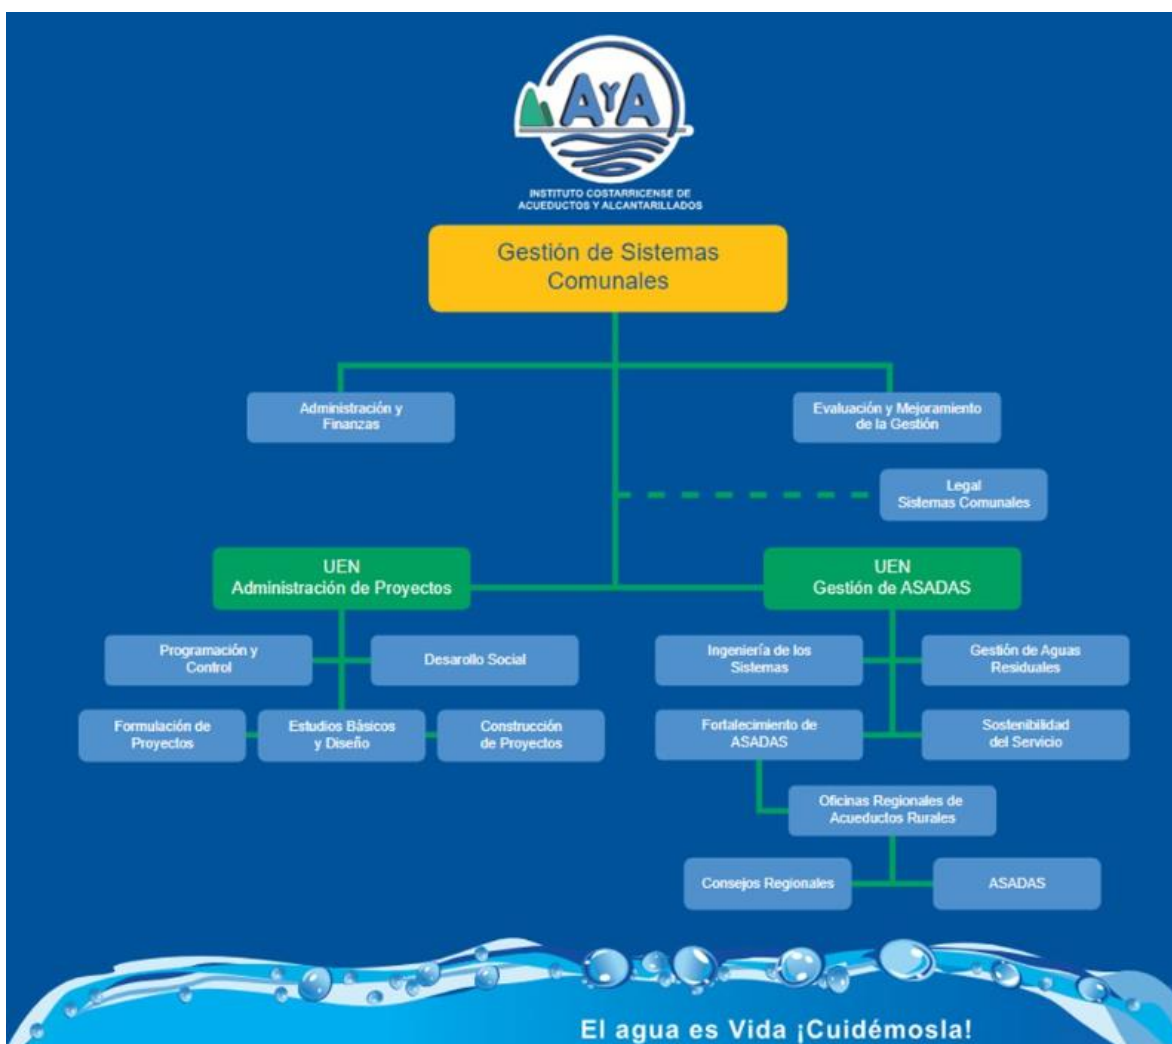 AYA
INSTITUTO COSTARRICENSE DE
ACUEDUCTOS Y ALCANTARILLADOS
Gestión de Sistemas
Comunales
Administración y
Finanzas
Evaluación y Mejoramiento
de la Gestión
Legal
Sistemas Comunales
UEN
Administración de Proyectos
UEN
Gestión de ASADAS
Programación y
Control
Desarollo Social
Ingeniería de los
Sistemas
Gestión de Aguas
Residuales
Formulación de
Proyectos
Estudios Básicos
y Diseño
Construcción
de Proyectos
Fortalecimiento de
ASADAS
Sostenibilidad
del Servicio
Oficinas Regionales de
Acueductos Rurales
Consejos Regionales
ASADAS
El agua es Vida ¡Cuidémosla!